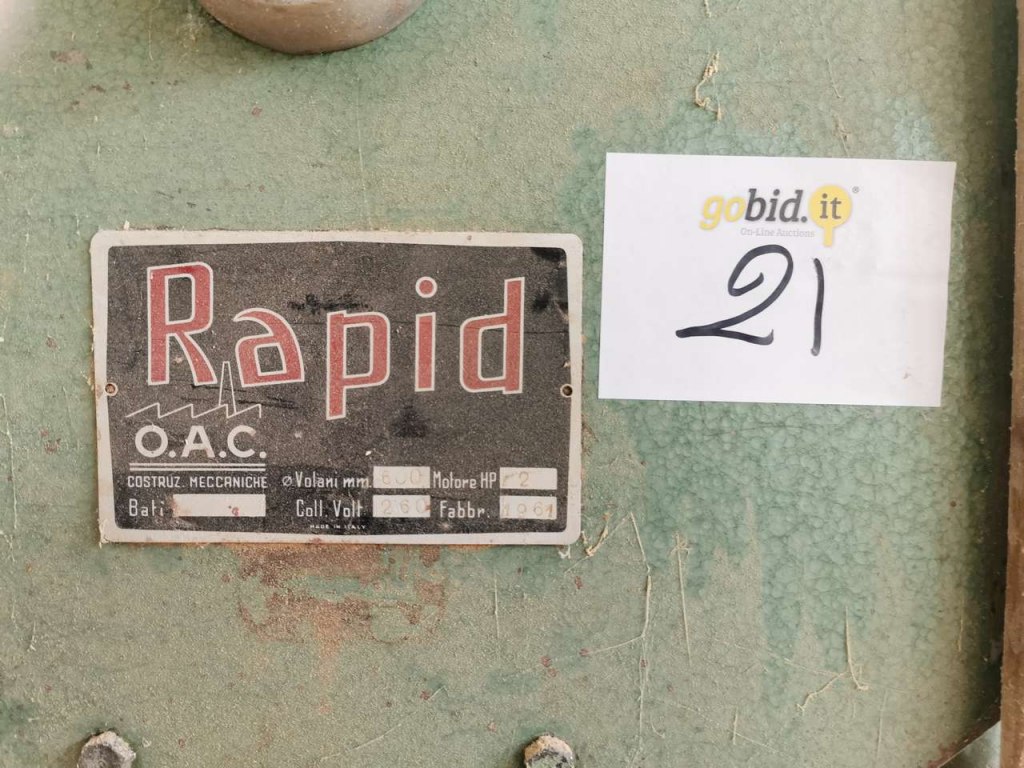 Rapid
O.A.C.
COSTRUZ. MECCANICHE
Bati
ø Volani mm. 600 Motore HP 2
Coll. Volt 260 Fabbr. 1961
MADE IN ITALY
gobid.it®
On-Line Auctions
21